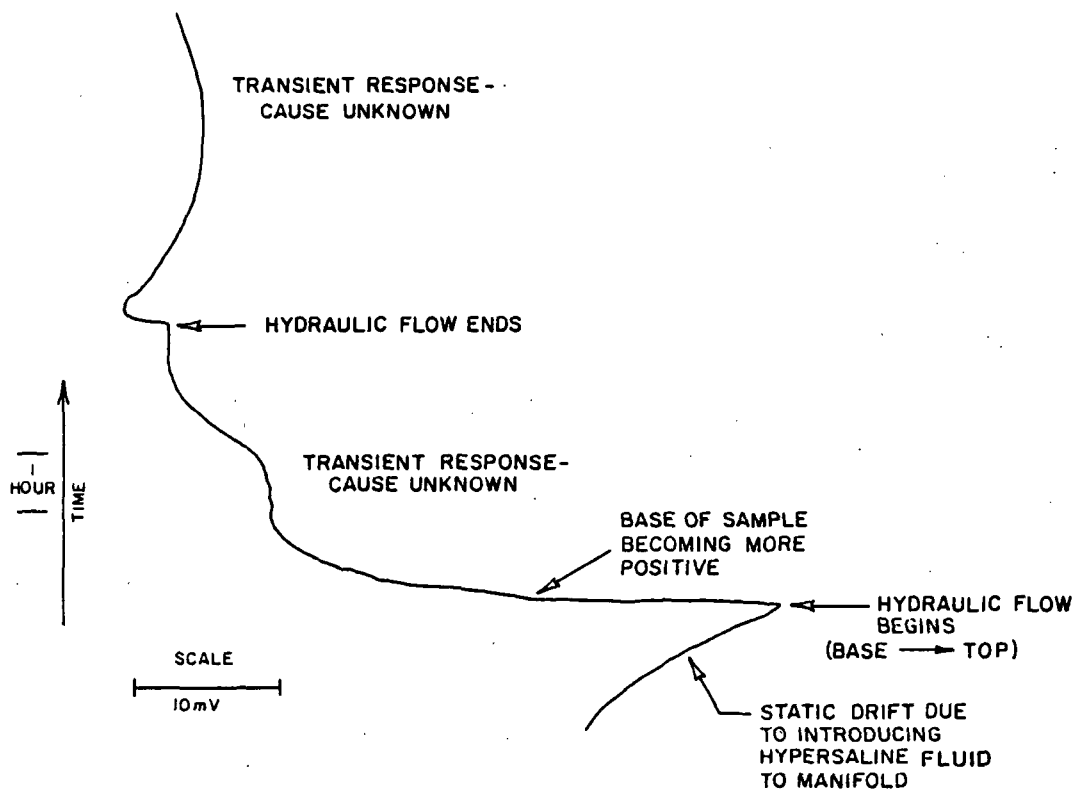 TRANSIENT RESPONSE-
CAUSE UNKNOWN
HYDRAULIC FLOW ENDS
1
HOUR
TIME
TRANSIENT RESPONSE-
CAUSE UNKNOWN
BASE OF SAMPLE
BECOMING MORE
POSITIVE
HYDRAULIC FLOW
BEGINS
(BASE → TOP)
SCALE
10mV
STATIC DRIFT DUE
TO INTRODUCING
HYPERSALINE FLUID
TO MANIFOLD